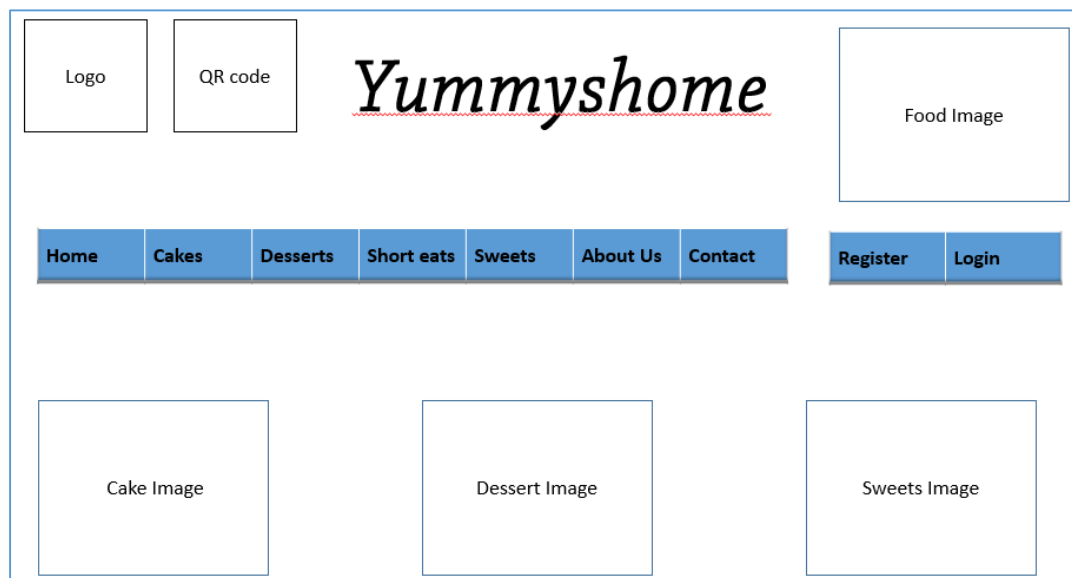 Logo
QR code
Yummyshome
Food Image
Home Cakes Desserts Short eats Sweets About Us Contact
Register Login
Cake Image
Dessert Image
Sweets Image